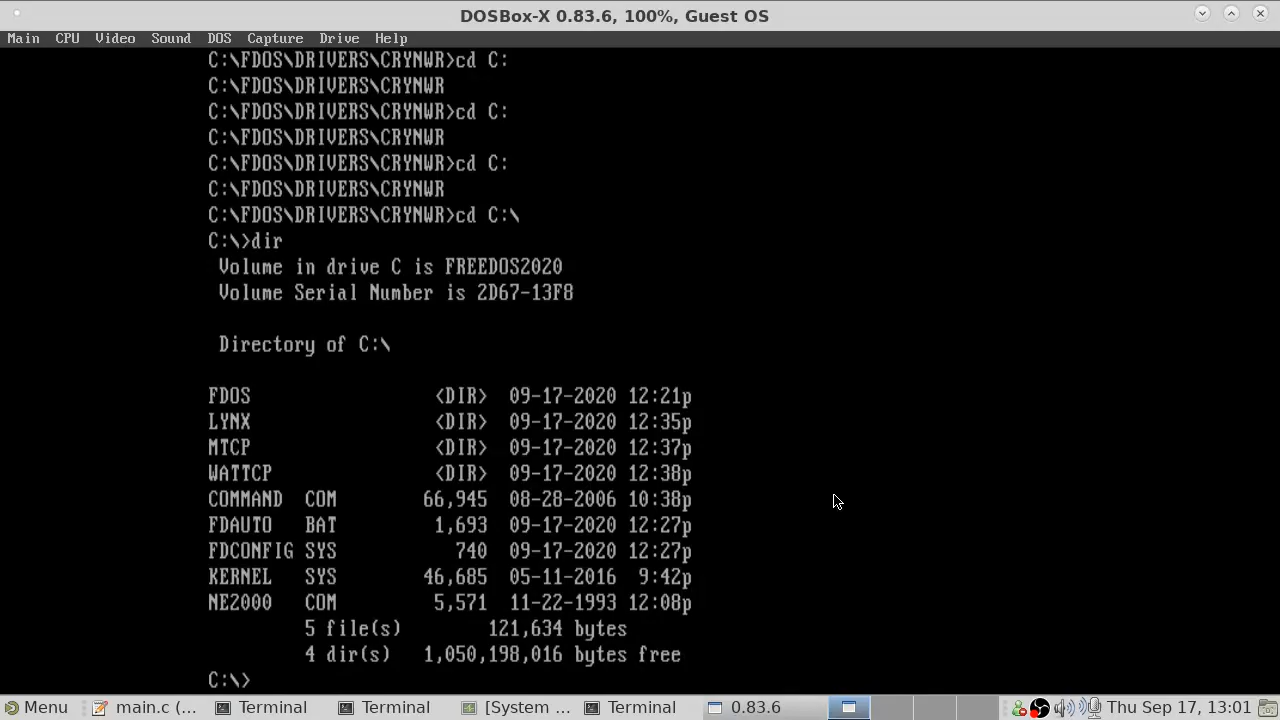 DOSBox-X 0.83.6, 100%, Guest OS
Main CPU Video Sound DOS Capture Drive Help
C:\FDOS\DRIVERS\CRYNWR>cd C:
C:\FDOS\DRIVERS\CRYNWR
C:\FDOS\DRIVERS\CRYNWR>cd C:
C:\FDOS\DRIVERS\CRYNWR
C:\FDOS\DRIVERS\CRYNWR>cd C:
C:\FDOS\DRIVERS\CRYNWR
C:\FDOS\DRIVERS\CRYNWR>cd C:\
C:\>dir
Volume in drive C is FREEDOS2020
Volume Serial Number is 2D67-13F8
Directory of C:\
FDOS <DIR> 09-17-2020 12:21p
LYNX <DIR> 09-17-2020 12:35p
MTCP <DIR> 09-17-2020 12:37p
WATTCP <DIR> 09-17-2020 12:38p
COMMAND COM 66,945 08-28-2006 10:38p
FDAUTO BAT 1,693 09-17-2020 12:27p
FDCONFIG SYS 740 09-17-2020 12:27p
KERNEL SYS 46,685 05-11-2016 9:42p
NE2000 COM 5,571 11-22-1993 12:08p
5 file(s) 121,634 bytes
4 dir(s) 1,050,198,016 bytes free
C:\>
Menu main.c (... Terminal Terminal [System ... Terminal 0.83.6 Thu Sep 17, 13:01